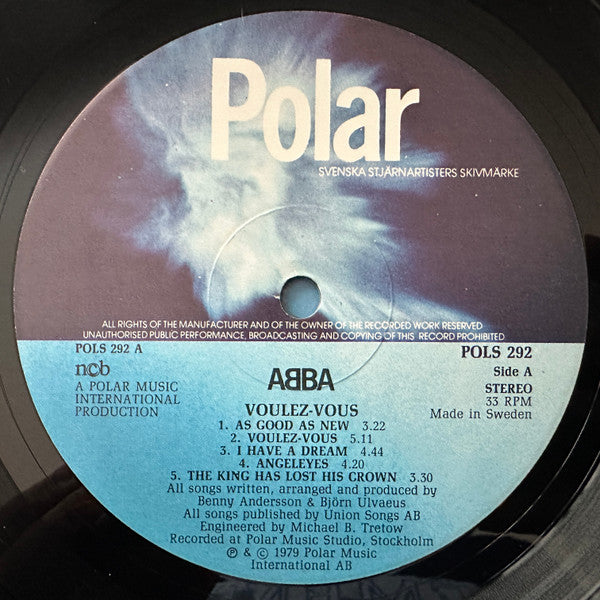 Polar
SVENSKA STJÄRNARTISTERS SKIVMÄRKE
ALL RIGHTS OF THE MANUFACTURER AND OF THE OWNER OF THE RECORDED WORK RESERVED
UNAUTHORISED PUBLIC PERFORMANCE, BROADCASTING AND COPYING OF THIS RECORD PROHIBITED
POLS 292 A
ncb
A POLAR MUSIC
INTERNATIONAL
PRODUCTION
ABBA
POLS 292
Side A
STEREO
33 RPM
Made in Sweden
VOULEZ-VOUS
1. AS GOOD AS NEW 3.22
2. VOULEZ-VOUS 5.11
3. I HAVE A DREAM 4.44
4. ANGELEYES 4.20
5. THE KING HAS LOST HIS CROWN 3.30
All songs written, arranged and produced by
Benny Andersson & Björn Ulvaeus
All songs published by Union Songs AB
Engineered by Michael B. Tretow
Recorded at Polar Music Studio, Stockholm
℗ & © 1979 Polar Music
International AB